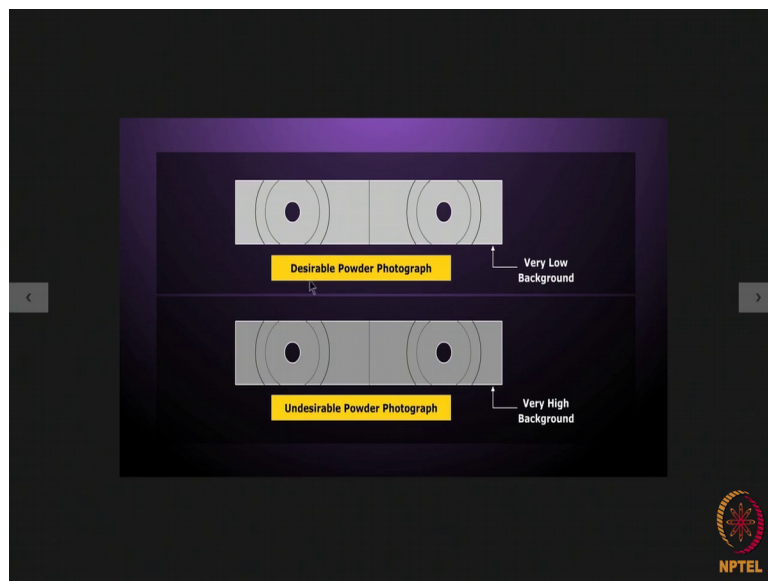 Desirable Powder Photograph
Very Low
Background
Undesirable Powder Photograph
Very High
Background
NPTEL